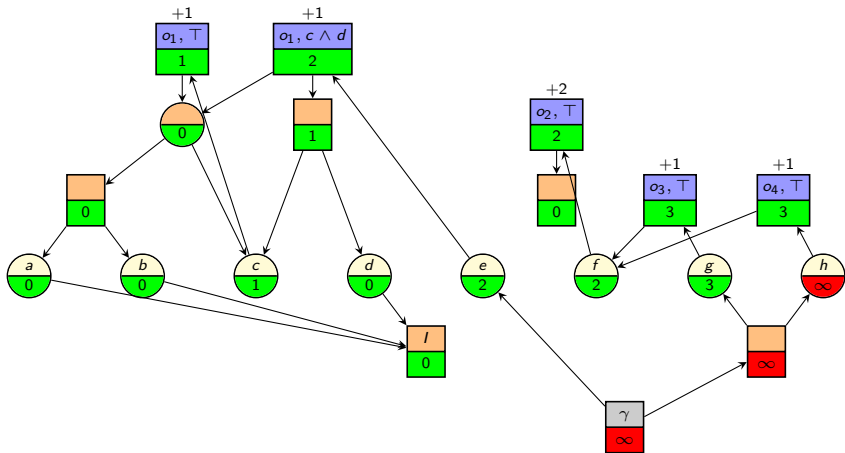 +1 +1
o₁, ⊤ o₁, c ∧ d
1 2
+2
o₂, ⊤
0 1 2
+1 +1
o₃, ⊤ o₄, ⊤
0 0 3 3
a b c d e f g h
0 0 1 0 2 2 3 ∞
I
0 ∞
γ
∞